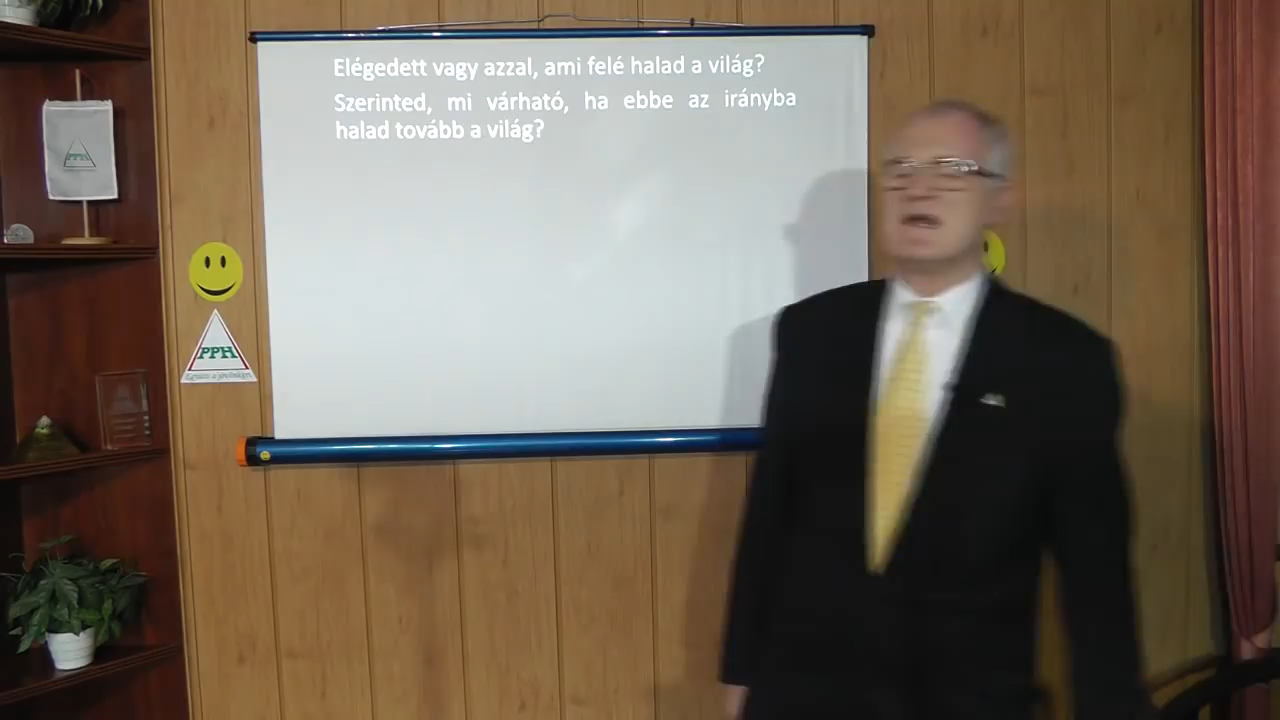 Elégedett vagy azzal, ami felé halad a világ?
Szerinted, mi várható, ha ebbe az irányba
halad tovább a világ?
PPH
PPH